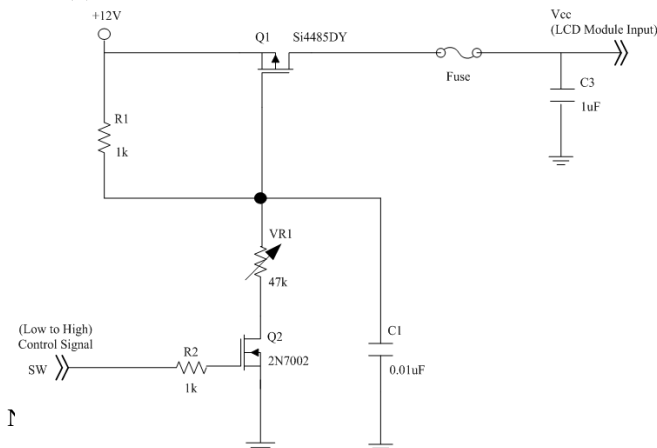 +12V
Q1
Si4485DY
Vcc
(LCD Module Input)
Fuse
C3
1uF
R1
1k
VR1
47k
(Low to High)
Control Signal
SW
R2
1k
Q2
2N7002
C1
0.01uF